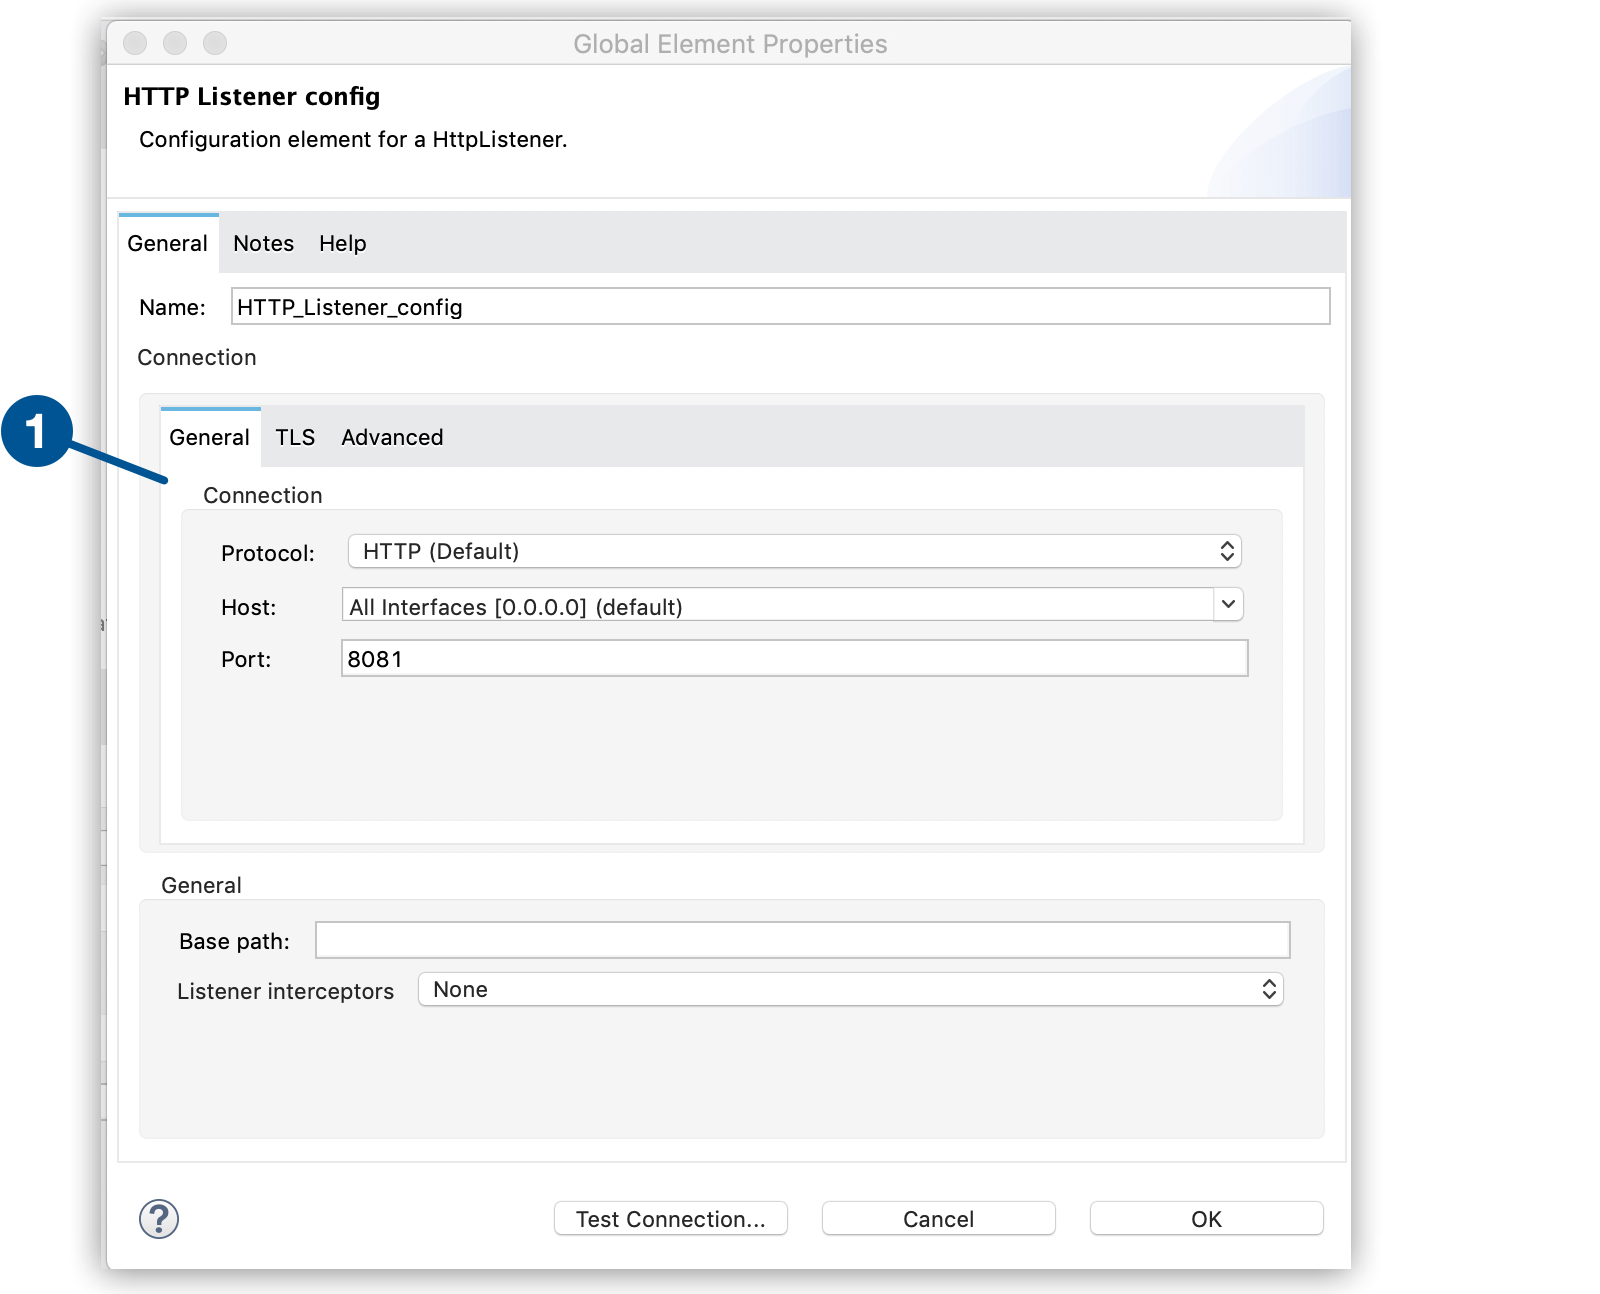 Global Element Properties
HTTP Listener config
Configuration element for a HttpListener.
General Notes Help
Name: HTTP_Listener_config
Connection
1
General TLS Advanced
Connection
Protocol: HTTP (Default)
Host: All Interfaces [0.0.0.0] (default)
Port: 8081
General
Base path:
Listener interceptors None
? Test Connection... Cancel OK